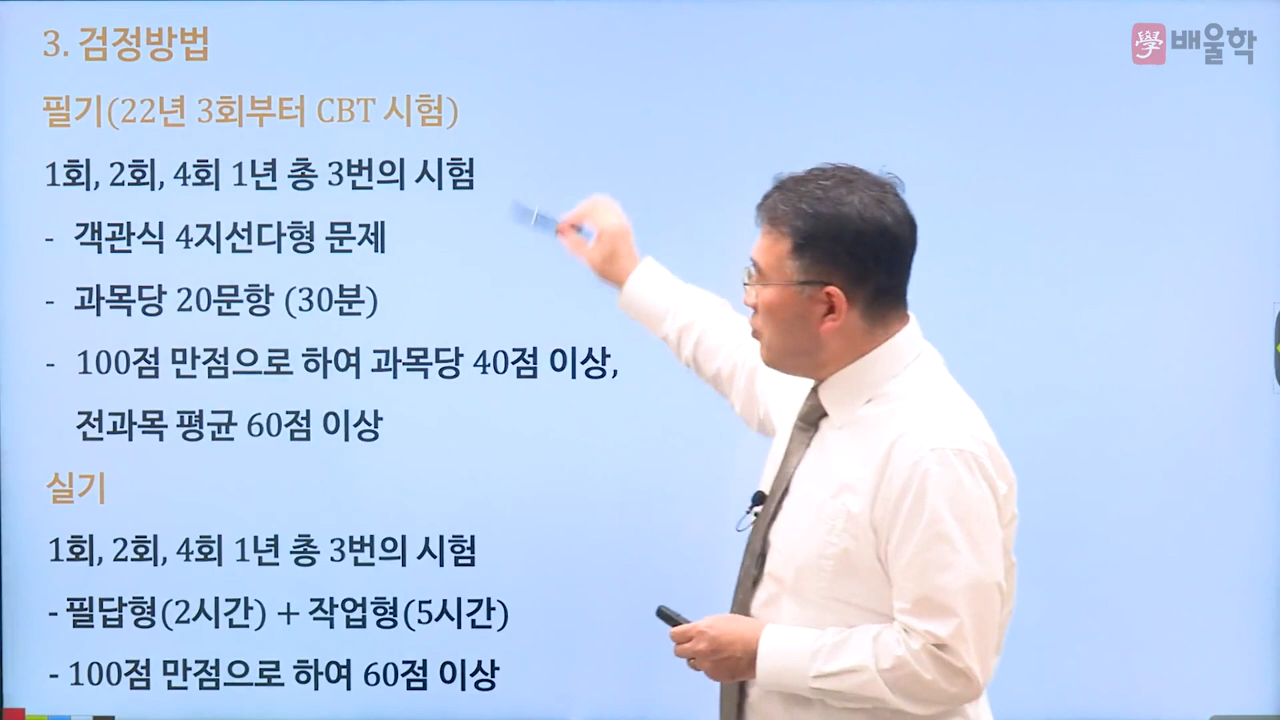 3. 검정방법
學 배울학
필기(22년 3회부터 CBT 시험)
1회, 2회, 4회 1년 총 3번의 시험
- 객관식 4지선다형 문제
- 과목당 20문항 (30분)
- 100점 만점으로 하여 과목당 40점 이상,
전과목 평균 60점 이상
실기
1회, 2회, 4회 1년 총 3번의 시험
- 필답형(2시간) + 작업형(5시간)
- 100점 만점으로 하여 60점 이상